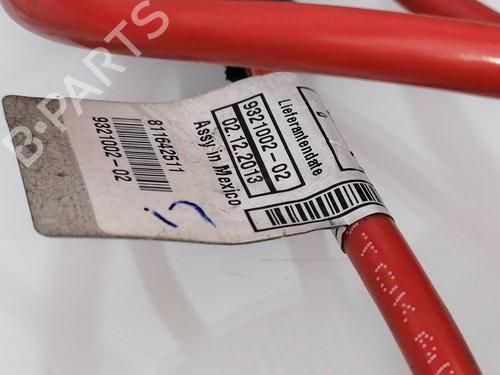 B-PARTS
Lieferantendate
9321002-02
02.12.2013
Assy in Mexico
811642511
9321002-02